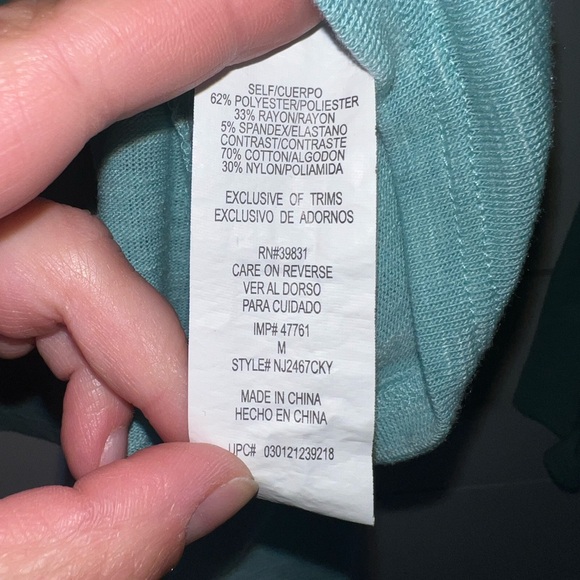 SELF/CUERPO
62% POLYESTER/POLIESTER
33% RAYON/RAYON
5% SPANDEX/ELASTANO
CONTRAST/CONTRASTE
70% COTTON/ALGODON
30% NYLON/POLIAMIDA
EXCLUSIVE OF TRIMS
EXCLUSIVO DE ADORNOS
RN#39831
CARE ON REVERSE
VER AL DORSO
PARA CUIDADO
IMP# 47761
M
STYLE# NJ2467CKY
MADE IN CHINA
HECHO EN CHINA
UPC# 030121239218